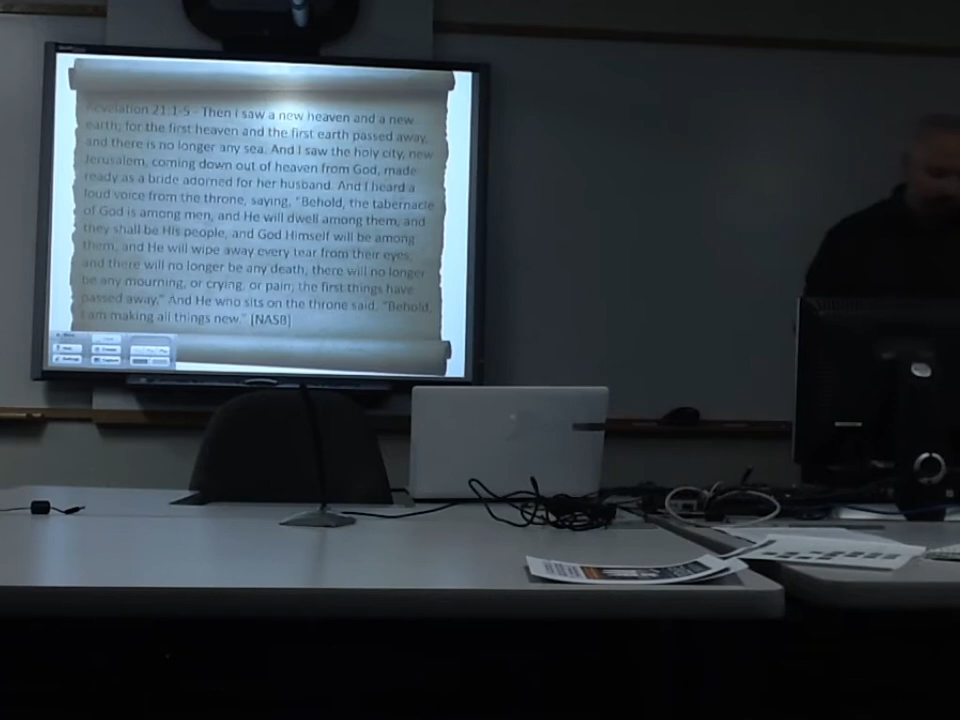 Revelation 21:1-5 - Then I saw a new heaven and a new
earth; for the first heaven and the first earth passed away,
and there is no longer any sea. And I saw the holy city, new
Jerusalem, coming down out of heaven from God, made
ready as a bride adorned for her husband. And I heard a
loud voice from the throne, saying, "Behold, the tabernacle
of God is among men, and He will dwell among them, and
they shall be His people, and God Himself will be among
them, and He will wipe away every tear from their eyes;
and there will no longer be any death; there will no longer
be any mourning, or crying, or pain; the first things have
passed away." And He who sits on the throne said, "Behold,
I am making all things new." [NASB]